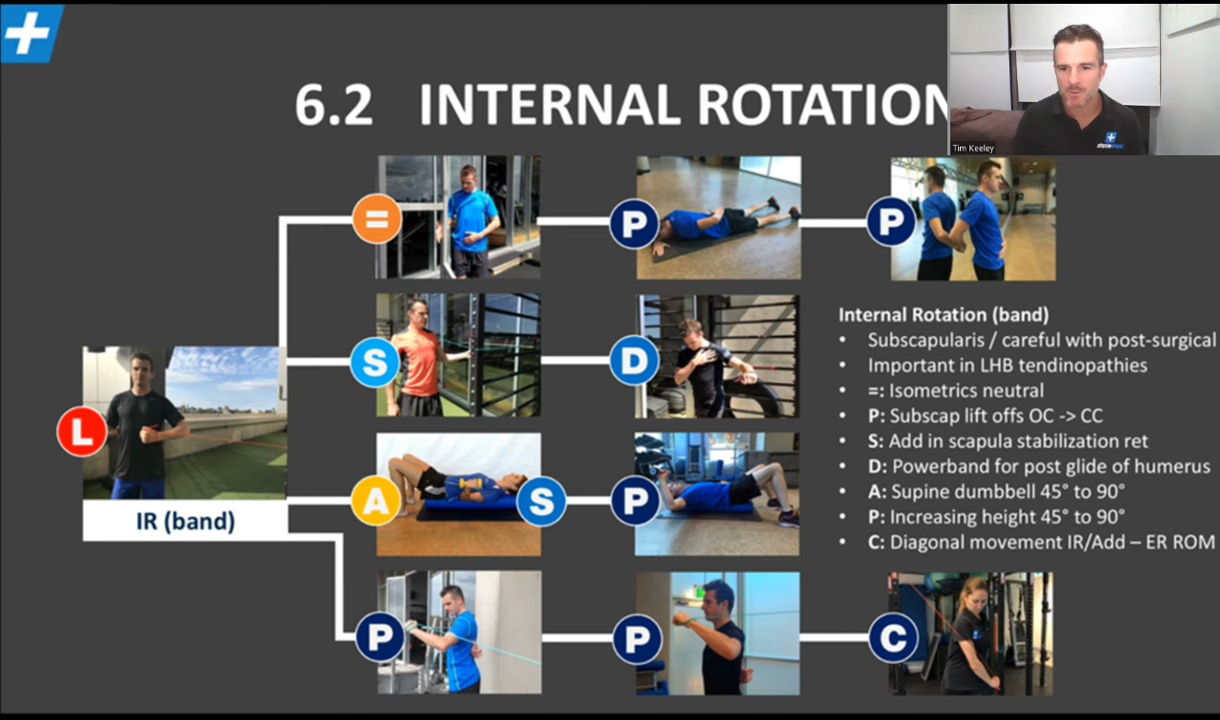 6.2 INTERNAL ROTATION
Tim Keeley
=
P
P
S
D
L
A
S
P
IR (band)
P
P
C
Internal Rotation (band)
• Subscapularis / careful with post-surgical
• Important in LHB tendinopathies
• =: Isometrics neutral
• P: Subscap lift offs OC -> CC
• S: Add in scapula stabilization ret
• D: Powerband for post glide of humerus
• A: Supine dumbbell 45° to 90°
• P: Increasing height 45° to 90°
• C: Diagonal movement IR/Add – ER ROM